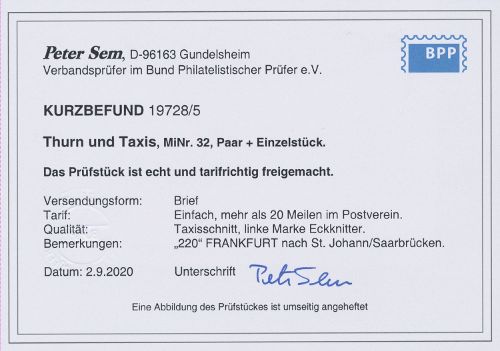 Peter Sem, D-96163 Gundelsheim
Verbandsprüfer im Bund Philatelistischer Prüfer e.V.
BPP
KURZBEFUND 19728/5
Thurn und Taxis, MiNr. 32, Paar + Einzelstück.
Das Prüfstück ist echt und tarifrichtig freigemacht.
Versendungsform: Brief
Tarif: Einfach, mehr als 20 Meilen im Postverein.
Qualität: Taxisschnitt, linke Marke Eckknitter.
Bemerkungen: „220" FRANKFURT nach St. Johann/Saarbrücken.
Datum: 2.9.2020 Unterschrift Peter Sem
Eine Abbildung des Prüfstückes ist umseitig angeheftet